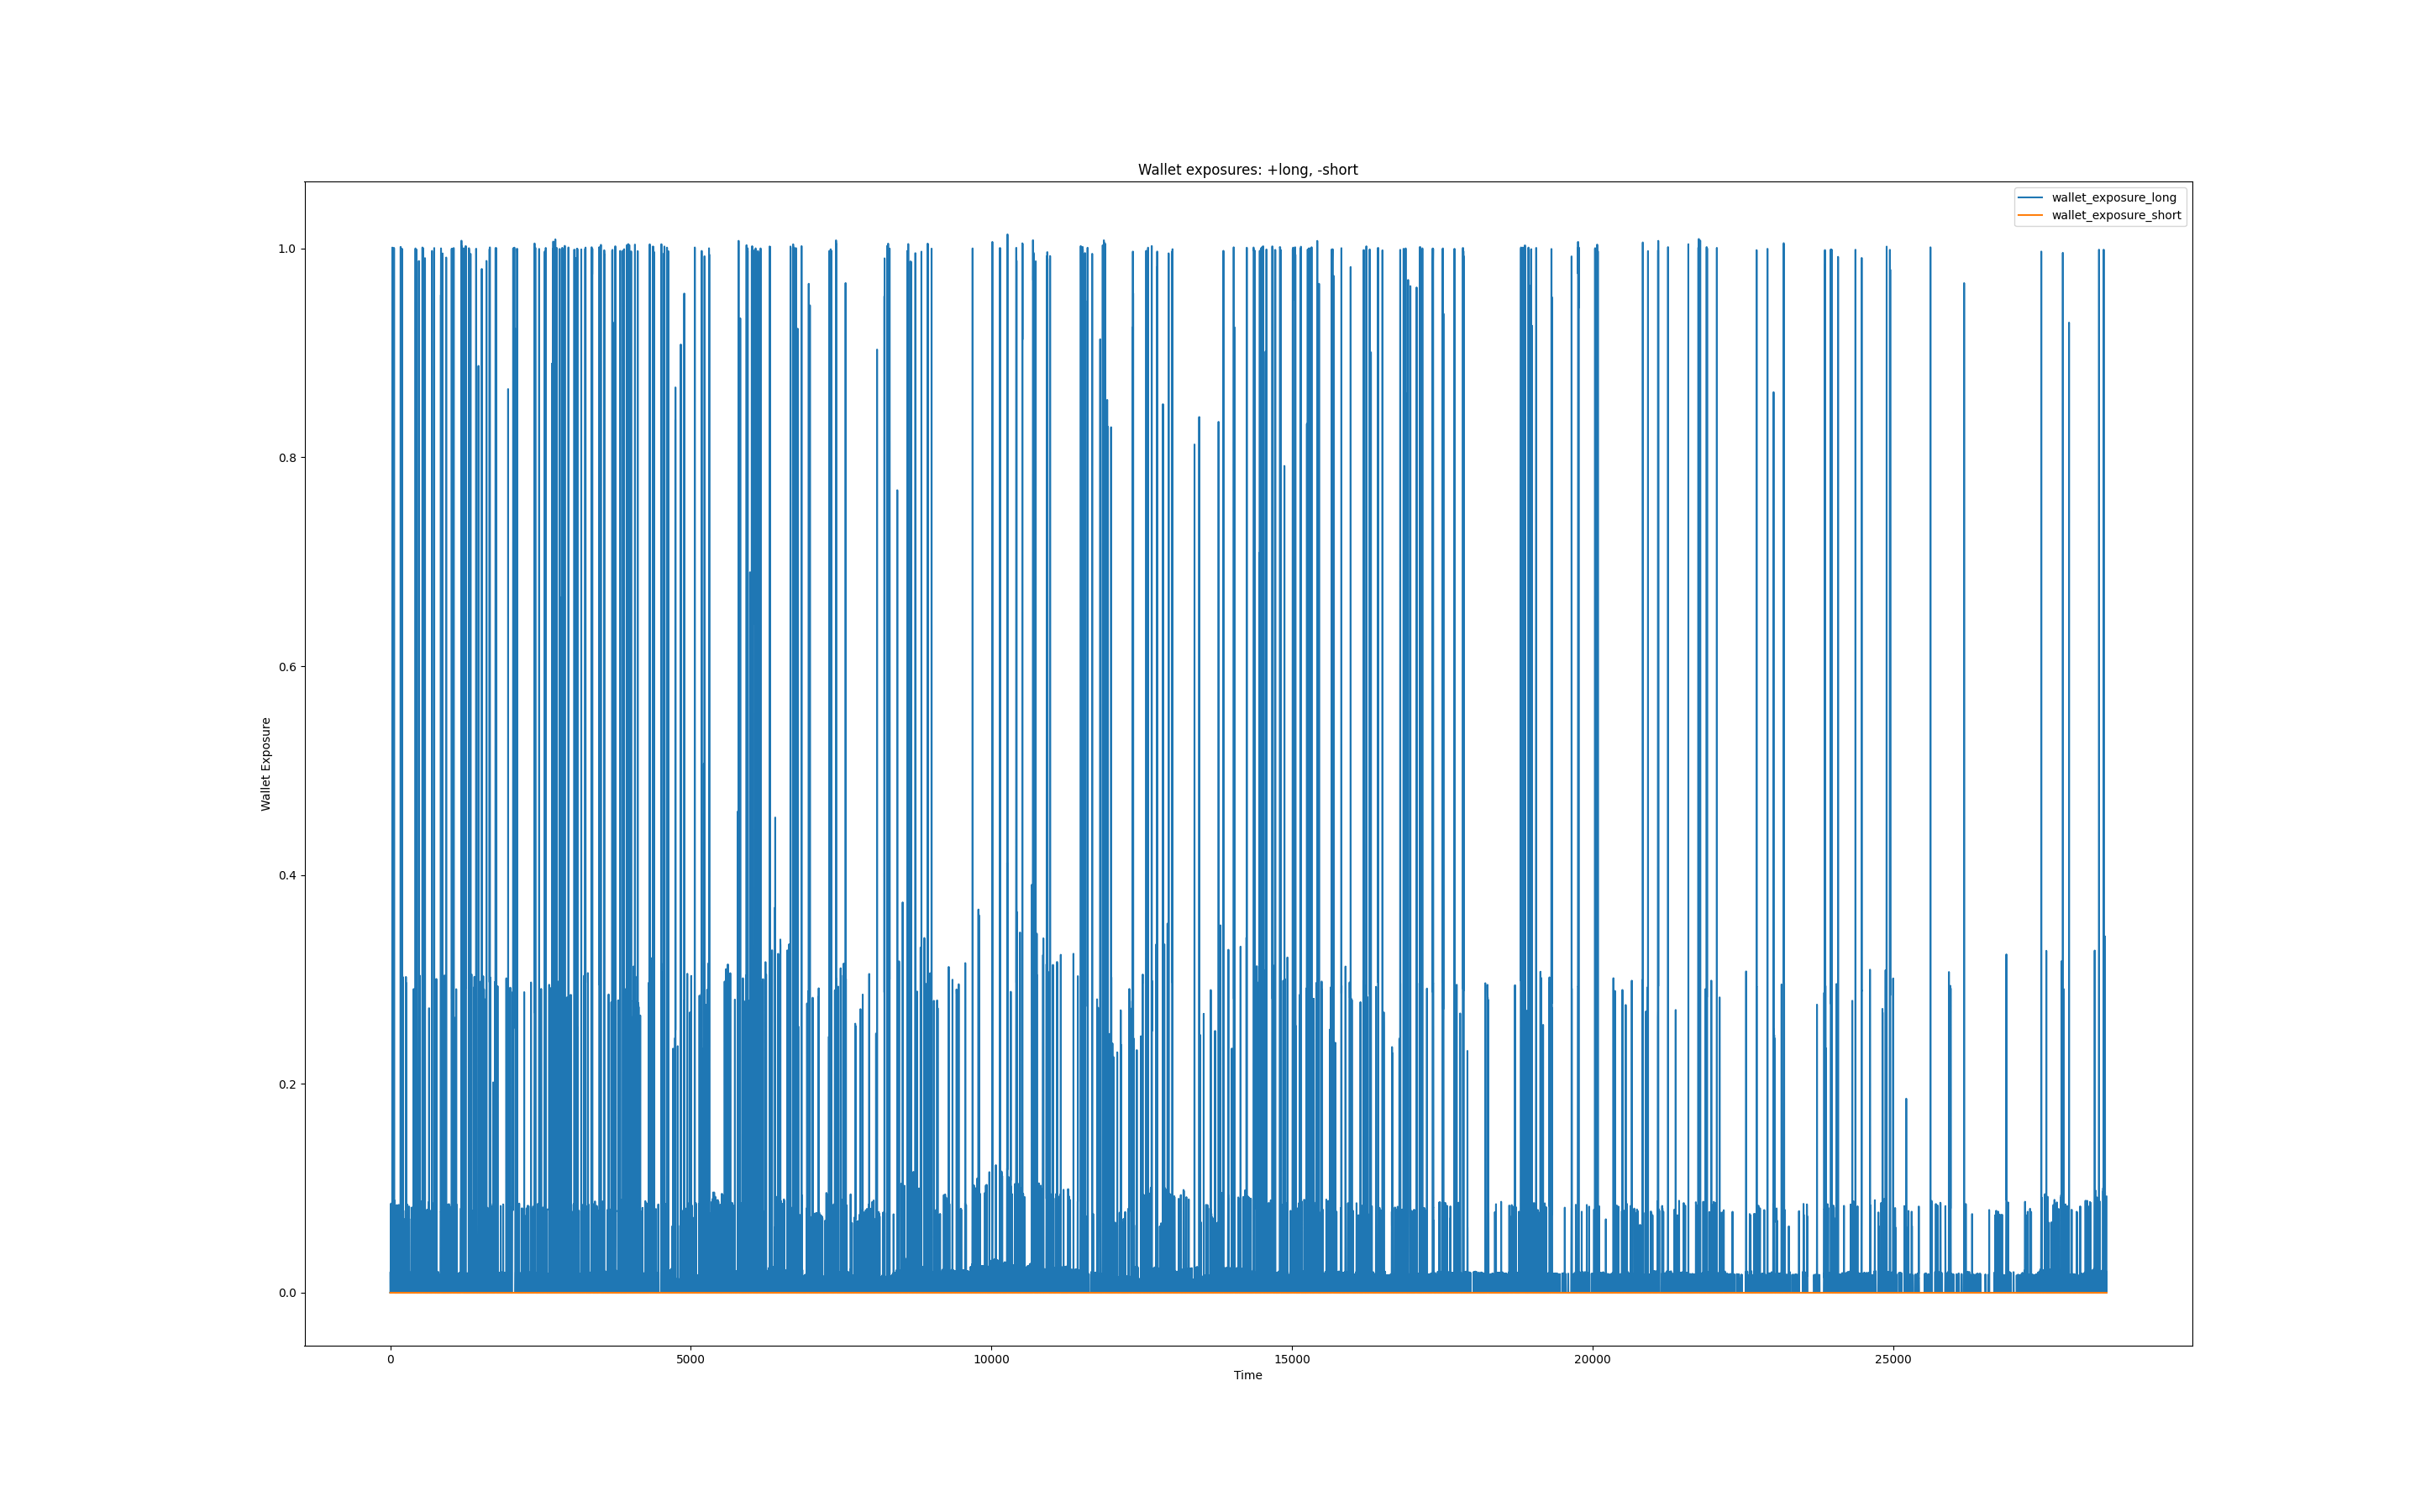 Wallet exposures: +long, -short
wallet_exposure_long
wallet_exposure_short
1.0
0.8
0.6
0.4
0.2
0.0
Wallet Exposure
0 5000 10000 15000 20000 25000
Time